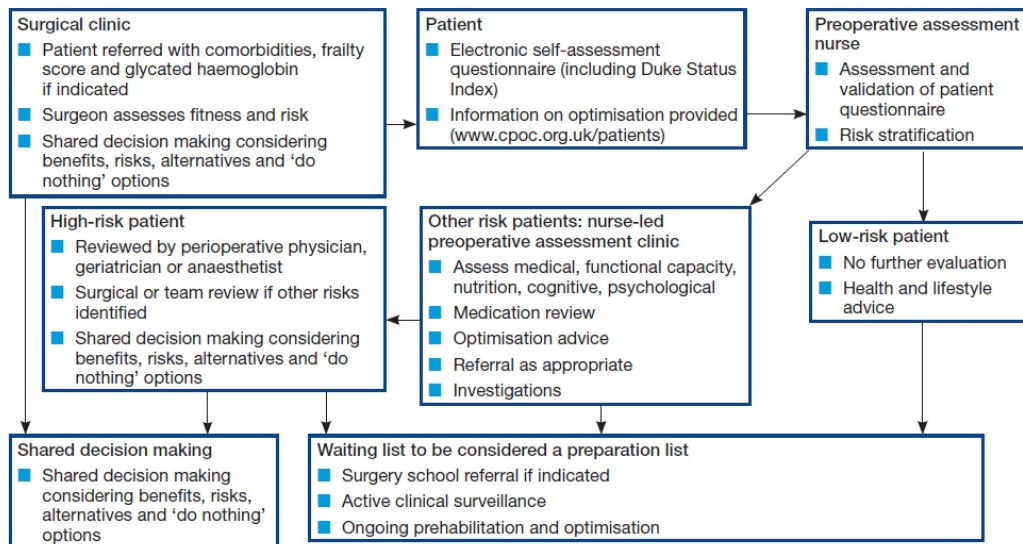 Surgical clinic
Patient referred with comorbidities, frailty
score and glycated haemoglobin
if indicated
Surgeon assesses fitness and risk
Shared decision making considering
benefits, risks, alternatives and ‘do
nothing’ options
Patient
Electronic self-assessment
questionnaire (including Duke Status
Index)
Information on optimisation provided
(www.cpoc.org.uk/patients)
Preoperative assessment
nurse
Assessment and
validation of patient
questionnaire
Risk stratification
High-risk patient
Reviewed by perioperative physician,
geriatrician or anaesthetist
Surgical or team review if other risks
identified
Shared decision making considering
benefits, risks, alternatives and ‘do
nothing’ options
Other risk patients: nurse-led
preoperative assessment clinic
Assess medical, functional capacity,
nutrition, cognitive, psychological
Medication review
Optimisation advice
Referral as appropriate
Investigations
Low-risk patient
No further evaluation
Health and lifestyle
advice
Shared decision making
Shared decision making
considering benefits, risks,
alternatives and ‘do nothing’
options
Waiting list to be considered a preparation list
Surgery school referral if indicated
Active clinical surveillance
Ongoing prehabilitation and optimisation